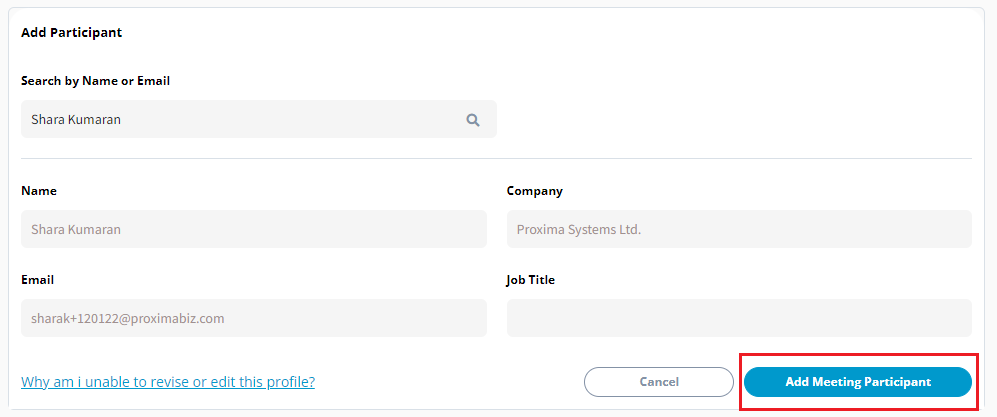 Add Participant
Search by Name or Email
Shara Kumaran
Name
Company
Shara Kumaran
Proxima Systems Ltd.
Email
Job Title
sharak+120122@proximabiz.com
Why am i unable to revise or edit this profile?
Cancel
Add Meeting Participant